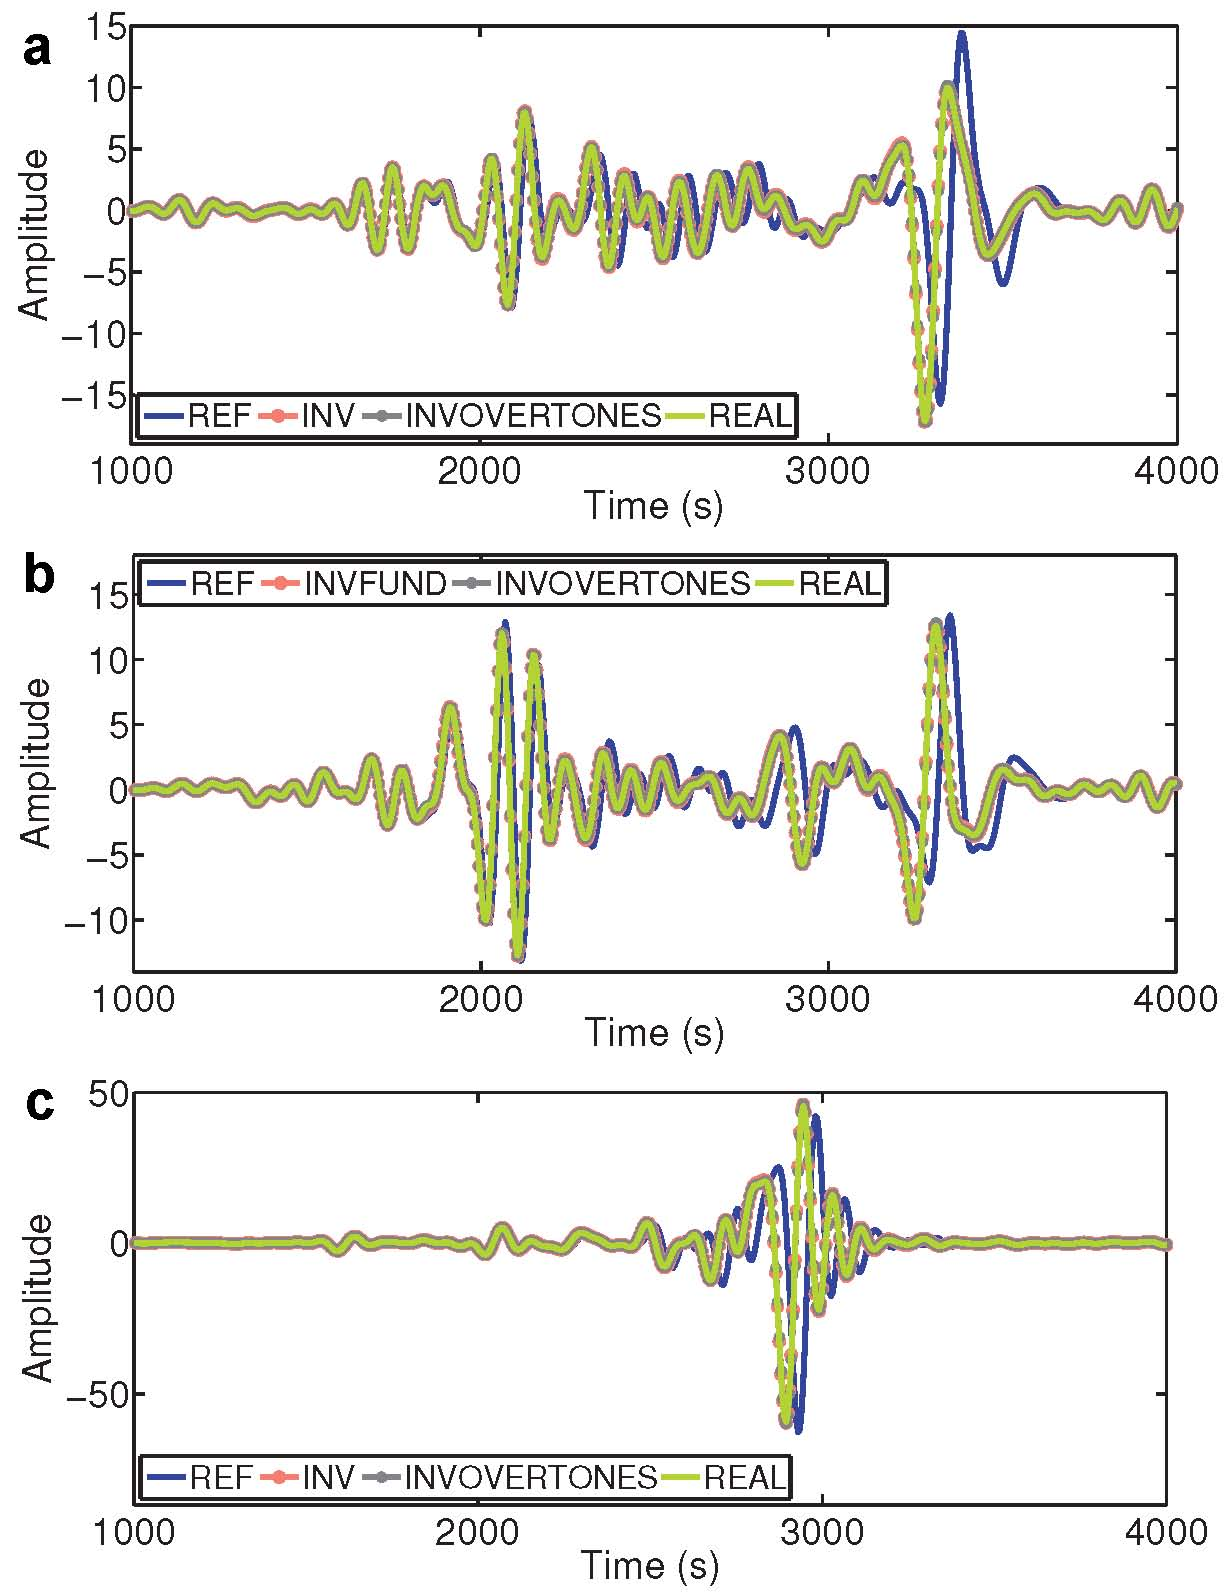 a
15
10
5
0
−5
−10
−15
Amplitude
REF INV INVOVERTONES REAL
1000 2000 3000 4000
Time (s)
b
15
10
5
0
−5
−10
Amplitude
REF INVFUND INVOVERTONES REAL
1000 2000 3000 4000
Time (s)
c
50
0
−50
Amplitude
REF INV INVOVERTONES REAL
1000 2000 3000 4000
Time (s)